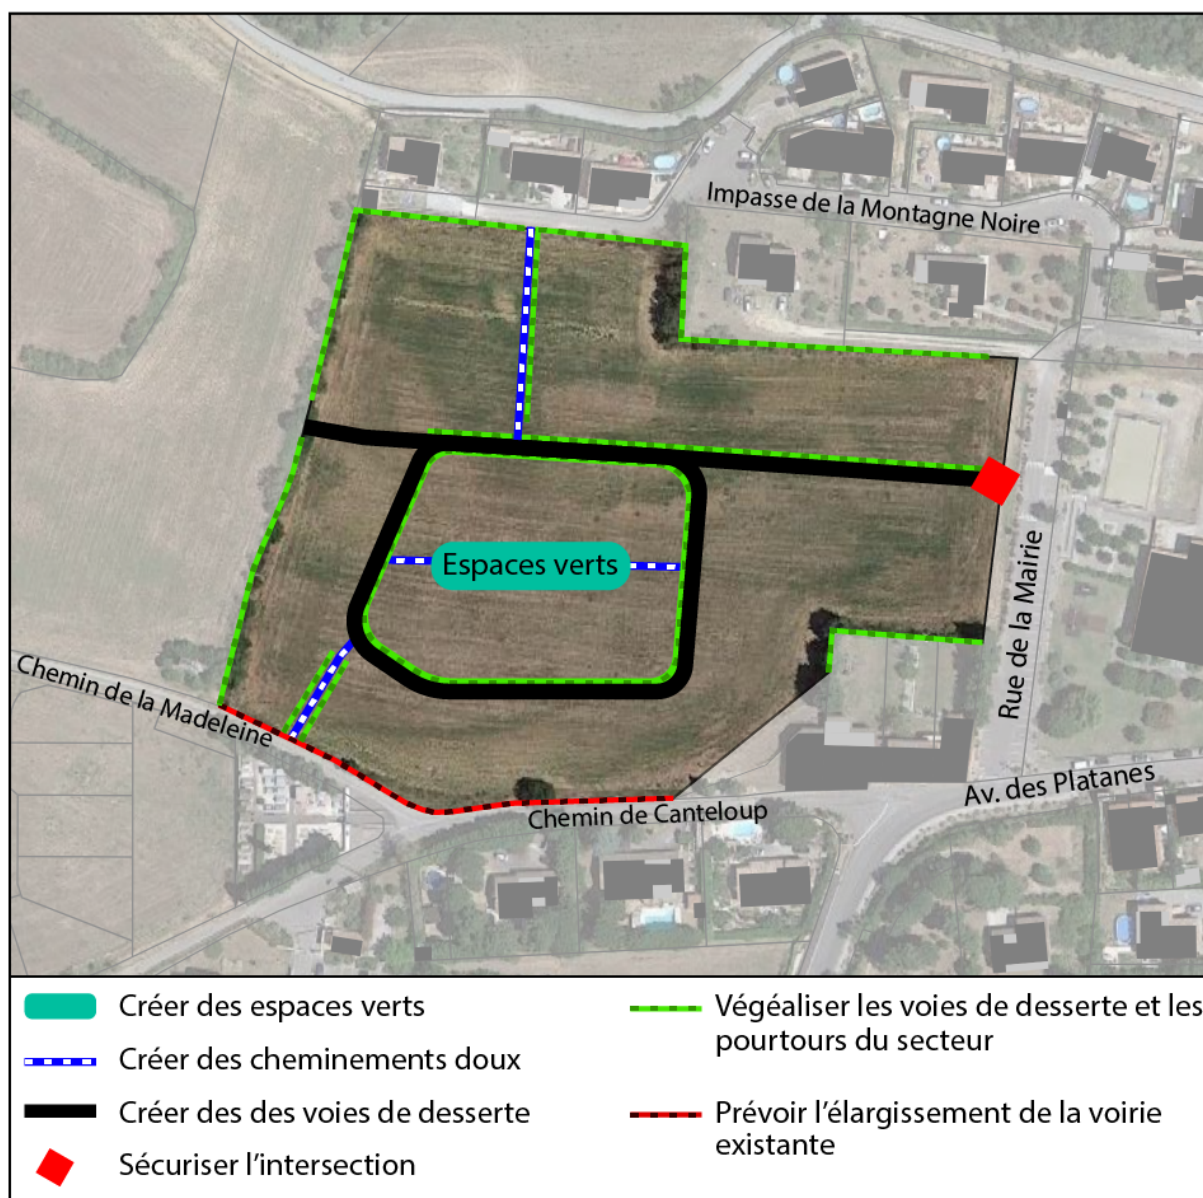 Impasse de la Montagne Noire
Espaces verts
Rue de la Mairie
Chemin de la Madeleine
Av. des Platanes
Chemin de Canteloup
Créer des espaces verts
Créer des cheminements doux
Créer des des voies de desserte
Sécuriser l'intersection
Végéaliser les voies de desserte et les
pourtours du secteur
Prévoir l'élargissement de la voirie
existante